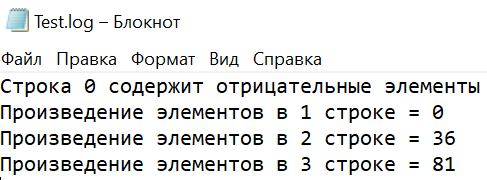 Test.log – Блокнот
Файл Правка Формат Вид Справка
Строка 0 содержит отрицательные элементы
Произведение элементов в 1 строке = 0
Произведение элементов в 2 строке = 36
Произведение элементов в 3 строке = 81